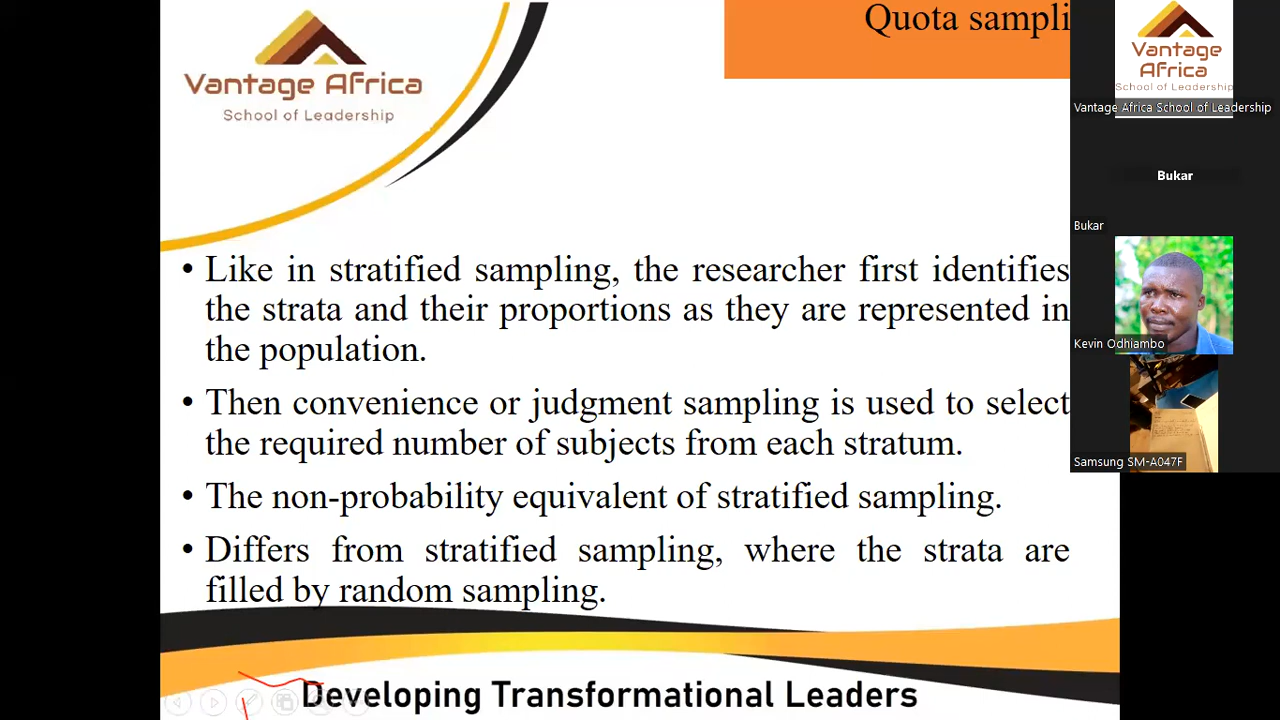 Quota sampli
Vantage Africa
School of Leadership
• Like in stratified sampling, the researcher first identifies
the strata and their proportions as they are represented in
the population.
• Then convenience or judgment sampling is used to select
the required number of subjects from each stratum.
• The non-probability equivalent of stratified sampling.
• Differs from stratified sampling, where the strata are
filled by random sampling.
Developing Transformational Leaders
Vantage
Africa
School of Leadership
Vantage Africa School of Leadership
Bukar
Bukar
Kevin Odhiambo
Samsung SM-A047F